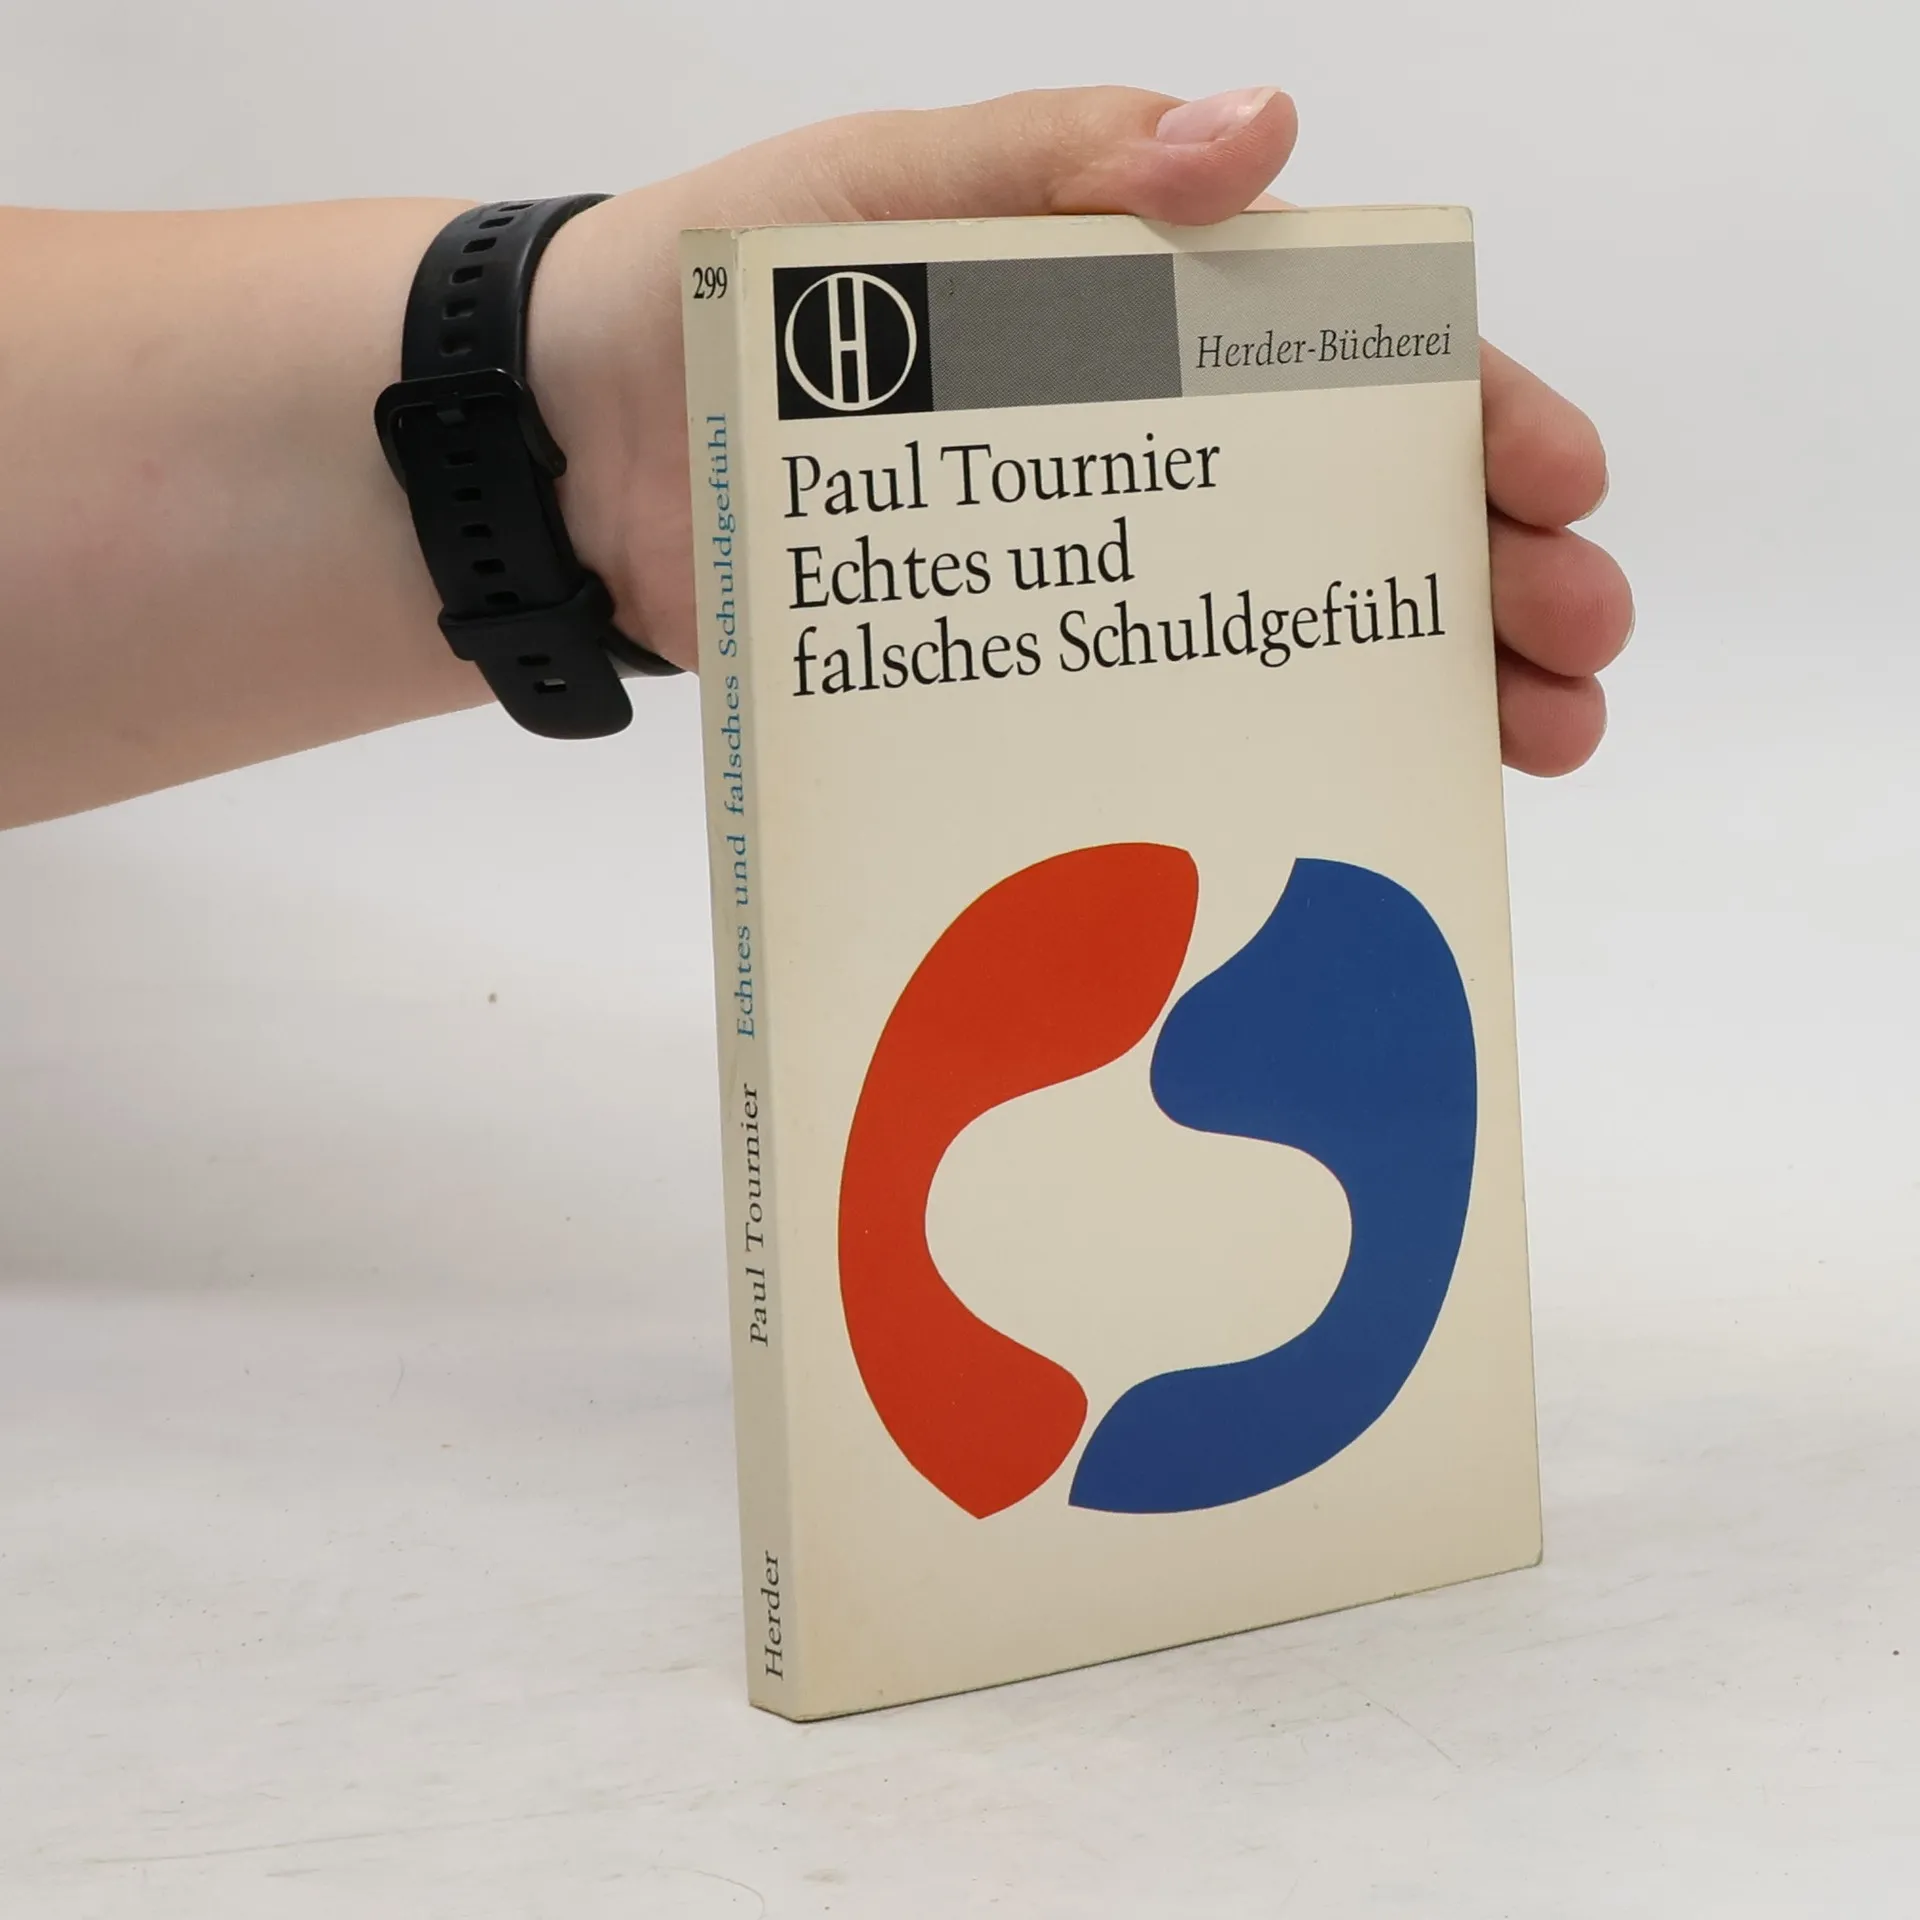 299
H
Herder-Bücherei
Paul Tournier
Echtes und
falsches Schuldgefühl
Herder Paul Tournier Echtes und falsches Schuldgefühl